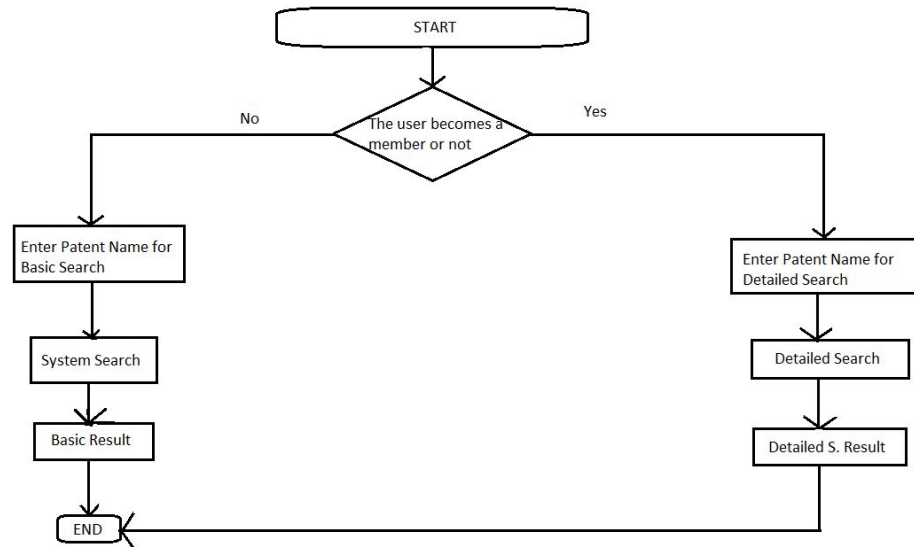 START
The user becomes a
member or not
No
Yes
Enter Patent Name for
Basic Search
System Search
Basic Result
Enter Patent Name for
Detailed Search
Detailed Search
Detailed S. Result
END